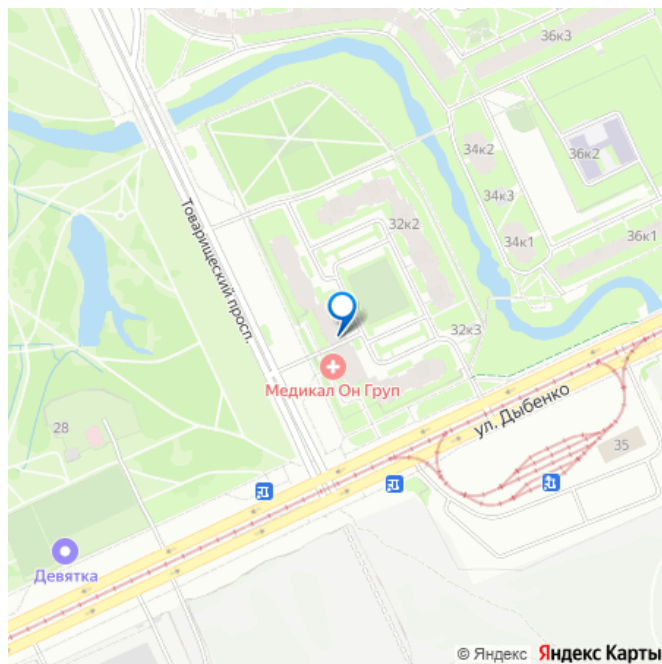 36к3
34к2
36к2
34к3
Товарищеский просп.
32к2
34к1
36к1
32к3
Медикал Он Груп
ул. Дыбенко
28
35
Девятка
© Яндекс Яндекс Карты